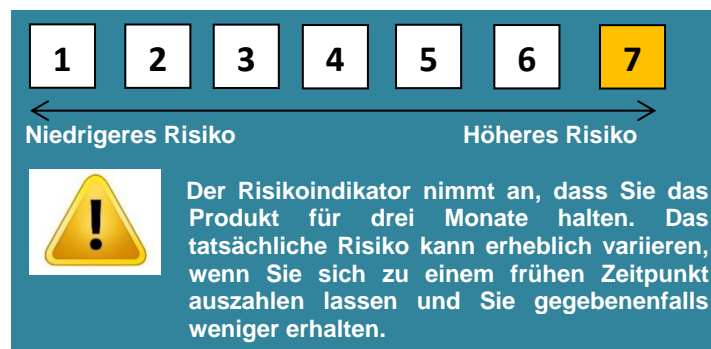 1 2 3 4 5 6 7
Niedrigeres Risiko Höheres Risiko
Der Risikoindikator nimmt an, dass Sie das
Produkt für drei Monate halten. Das
tatsächliche Risiko kann erheblich variieren,
wenn Sie sich zu einem frühen Zeitpunkt
auszahlen lassen und Sie gegebenenfalls
weniger erhalten.